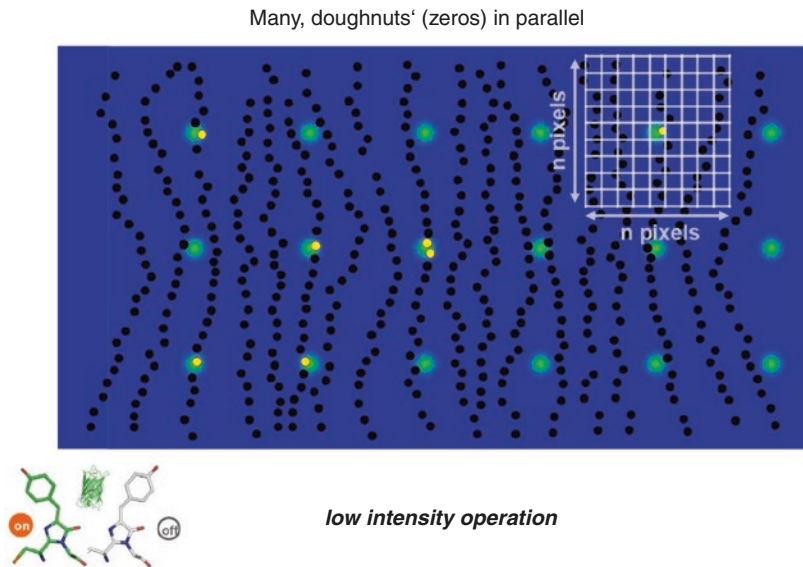 Many, doughnuts‘ (zeros) in parallel
n pixels
n pixels
on
off
low intensity operation